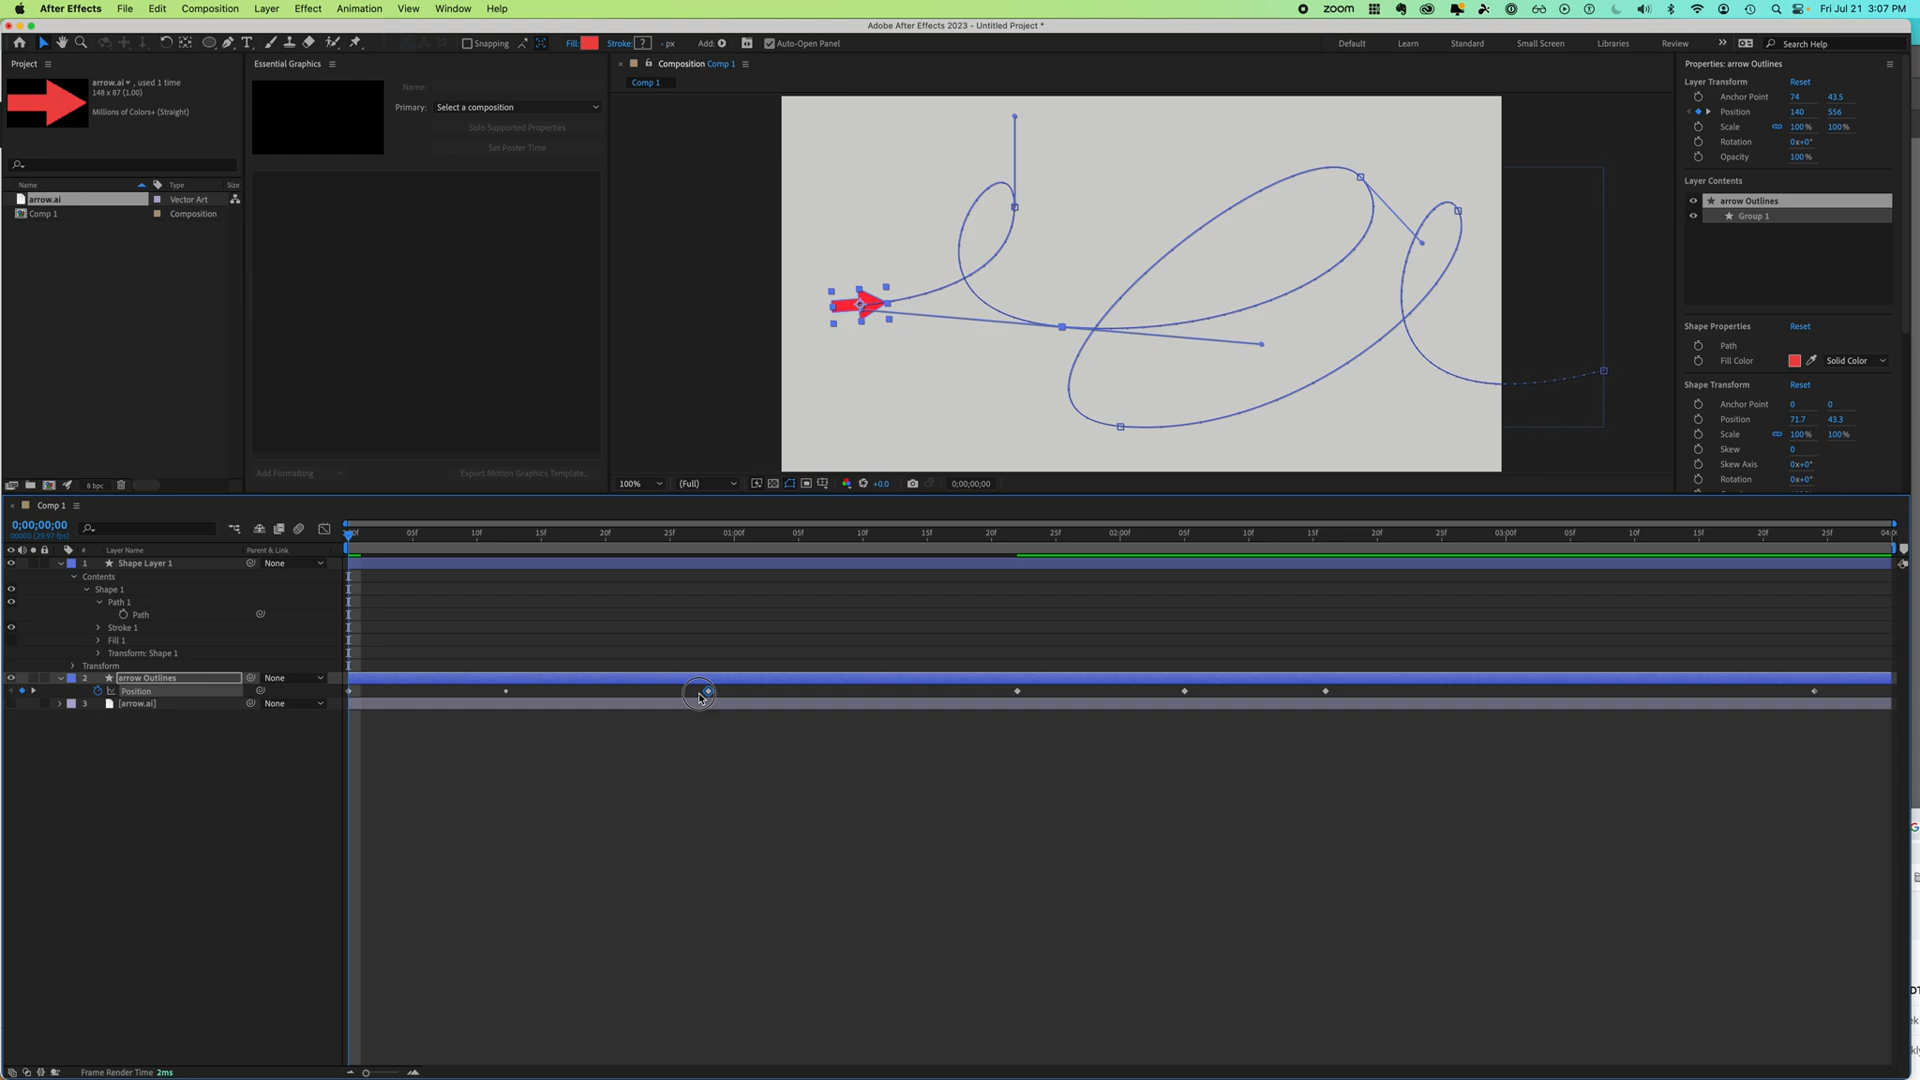 After Effects File Edit Composition Layer Effect Animation View Window Help zoom Fri Jul 21 3:07 PM
Adobe After Effects 2023 - Untitled Project *
Snapping Fill: Stroke: ? - px Add: Auto-Open Panel Default Learn Standard Small Screen Libraries Review Search Help
Project
arrow.ai , used 1 time
148 x 87 (1.00)
Millions of Colors+ (Straight)
Name Type Size
arrow.ai Vector Art
Comp 1 Composition
8 bpc
Essential Graphics
Name:
Primary: Select a composition
Solo Supported Properties
Set Poster Time
Add Formatting Export Motion Graphics Template...
Composition Comp 1
Comp 1
100% (Full) +0.0 0;00;00;00
Properties: arrow Outlines
Layer Transform Reset
Anchor Point 74 43.5
Position 140 556
Scale 100% 100%
Rotation 0x+0°
Opacity 100%
Layer Contents
arrow Outlines
Group 1
Shape Properties Reset
Path
Fill Color Solid Color
Shape Transform Reset
Anchor Point 0 0
Position 71.7 43.3
Scale 100% 100%
Skew 0
Skew Axis 0x+0°
Rotation 0x+0°
Comp 1
0;00;00;00
00000 (29.97 fps)
05f 10f 15f 20f 25f 01:00f 05f 10f 15f 20f 25f 02:00f 05f 10f 15f 20f 25f 03:00f 05f 10f 15f 20f 25f
# Layer Name Parent & Link
1 Shape Layer 1 None
Contents
Shape 1
Path 1
Path
Stroke 1
Fill 1
Transform: Shape 1
Transform
2 arrow Outlines None
Position
3 [arrow.ai] None
Frame Render Time 2ms